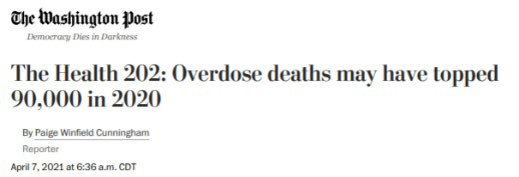 The Washington Post
Democracy Dies in Darkness
The Health 202: Overdose deaths may have topped
90,000 in 2020
By Paige Winfield Cunningham
Reporter
April 7, 2021 at 6:36 a.m. CDT